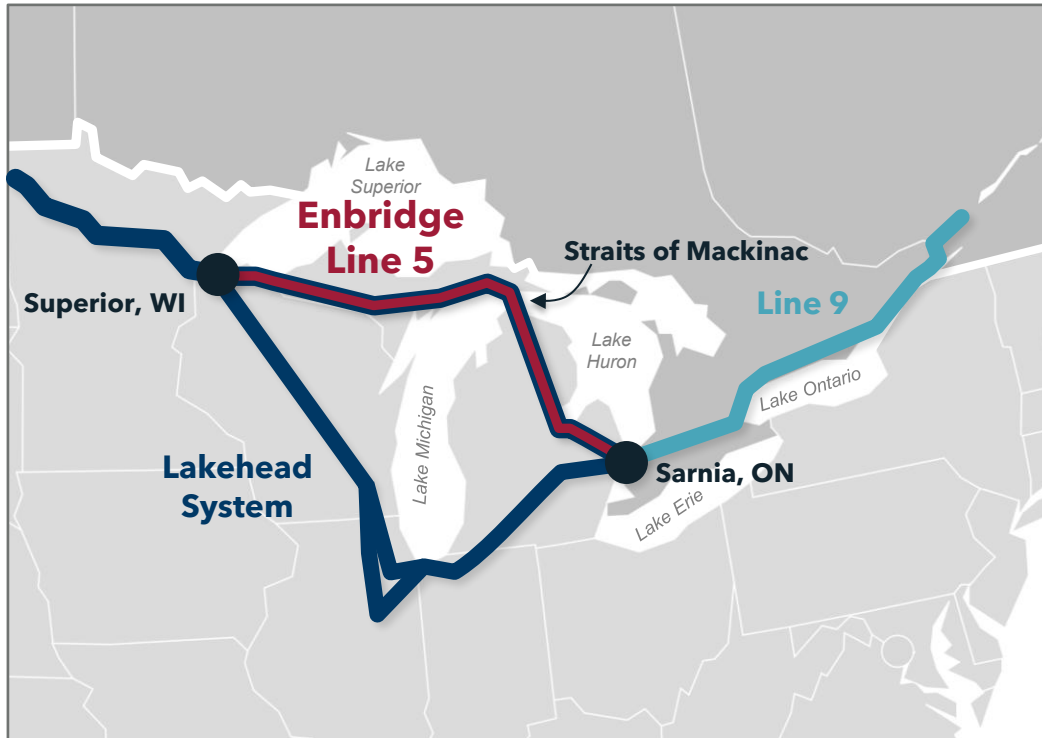 Lake
Superior
Enbridge
Line 5
Straits of Mackinac
Superior, WI
Line 9
Lake
Huron
Lake Ontario
Lake Michigan
Lakehead
System
Sarnia, ON
Lake Erie